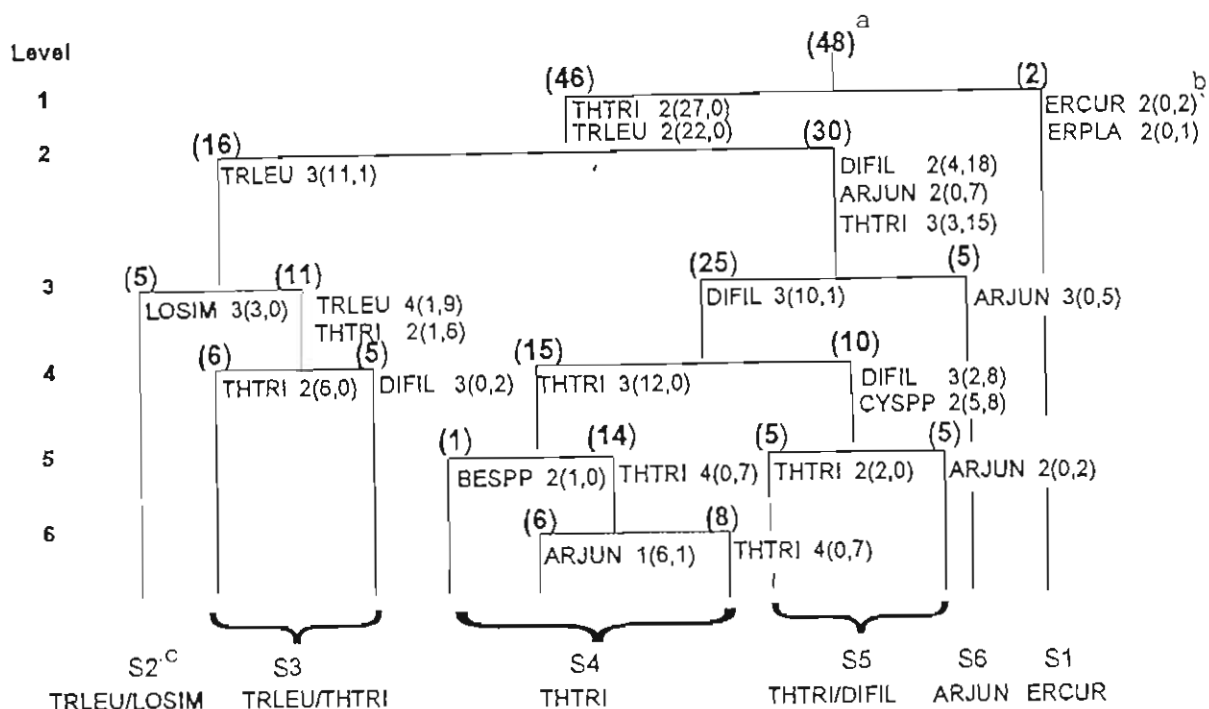 (48) a
Level
(46) (2) b
1 THTRI 2(27,0) ERCUR 2(0,2)
TRLEU 2(22,0) ERPLA 2(0,1)
2 (16) (30)
TRLEU 3(11,1) DIFIL 2(4,18)
ARJUN 2(0,7)
THTRI 3(3,15)
3 (5) (11) (25) (5)
LOSIM 3(3,0) TRLEU 4(1,9) DIFIL 3(10,1) ARJUN 3(0,5)
THTRI 2(1,6)
4 (6) (5) (15) (10)
THTRI 2(6,0) DIFIL 3(0,2) THTRI 3(12,0) DIFIL 3(2,8)
CYSPP 2(5,8)
5 (1) (14) (5) (5)
BESPP 2(1,0) THTRI 4(0,7) THTRI 2(2,0) ARJUN 2(0,2)
6 (6) (8)
ARJUN 1(6,1) THTRI 4(0,7)
S2 c S3 S4 S5 S6 S1
TRLEU/LOSIM TRLEU/THTRI THTRI THTRI/DIFIL ARJUN ERCUR